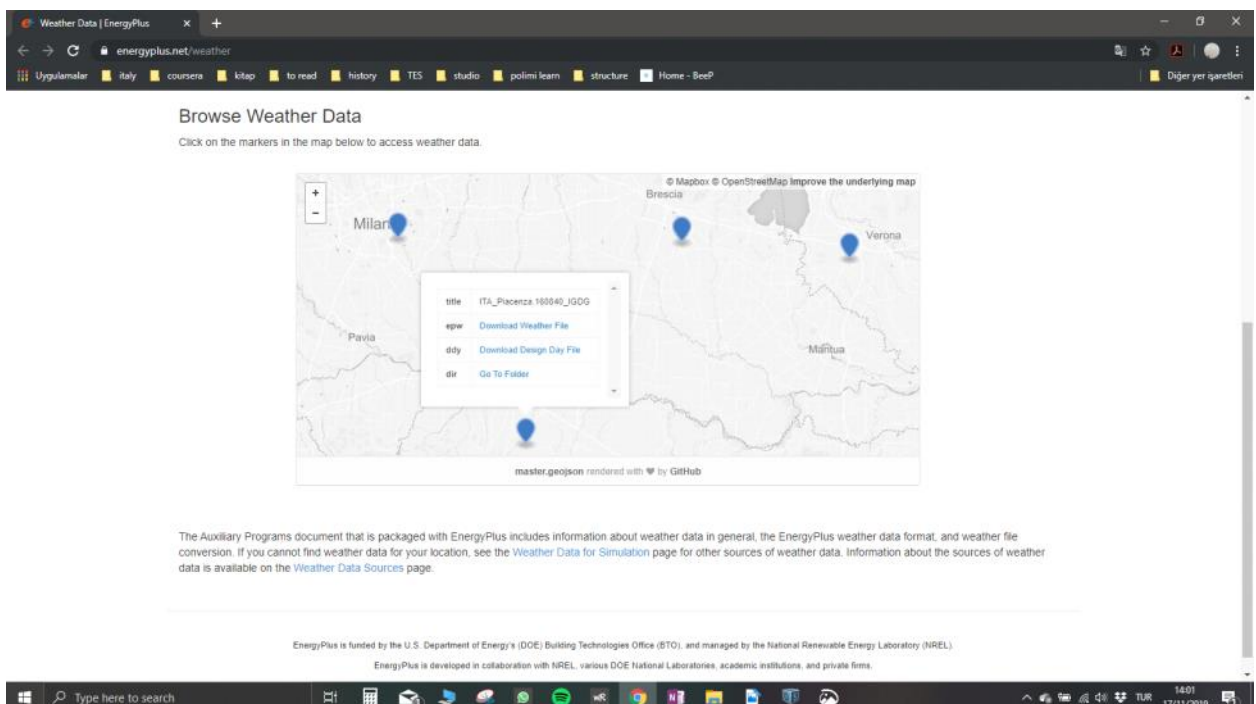 Weather Data | EnergyPlus
energyplus.net/weather
Uygulamalar italy coursera kitap to read history TES studio polimi learn structure Home - BeeP Diğer yer işaretleri
Browse Weather Data
Click on the markers in the map below to access weather data.
+
−
© Mapbox © OpenStreetMap Improve the underlying map
Brescia
Milan
Verona
title ITA_Piacenza.160840_IGDG
epw Download Weather File
ddy Download Design Day File
dir Go To Folder
Pavia
Mantua
master.geojson rendered with ❤ by GitHub
The Auxiliary Programs document that is packaged with EnergyPlus includes information about weather data in general, the EnergyPlus weather data format, and weather file
conversion. If you cannot find weather data for your location, see the Weather Data for Simulation page for other sources of weather data. Information about the sources of weather
data is available on the Weather Data Sources page.
EnergyPlus is funded by the U.S. Department of Energy's (DOE) Building Technologies Office (BTO), and managed by the National Renewable Energy Laboratory (NREL).
EnergyPlus is developed in collaboration with NREL, various DOE National Laboratories, academic institutions, and private firms.
Type here to search
TUR
14:01
17/11/2019